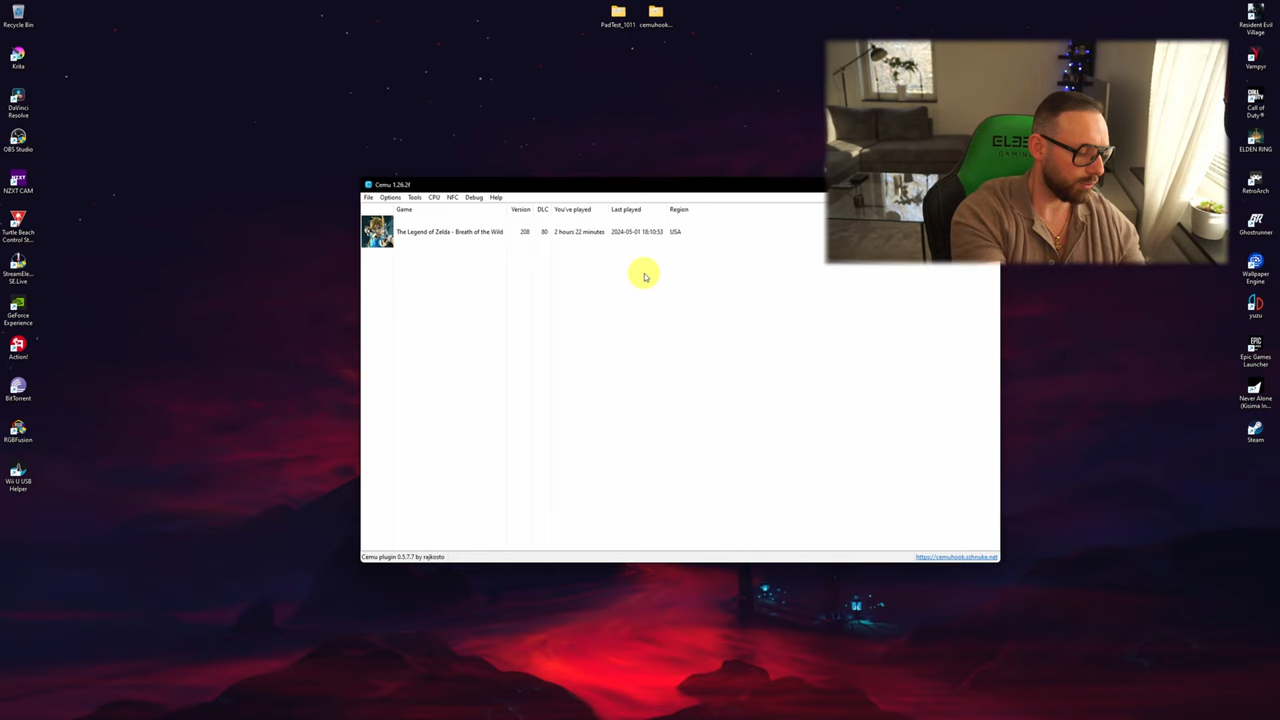 Recycle Bin
Krita
DaVinci
Resolve
OBS Studio
NZXT CAM
Turtle Beach
Control St...
StreamEle...
SE.Live
GeForce
Experience
Action!
BitTorrent
RGBFusion
Wii U USB
Helper
PadTest_1011
cemuhook...
Cemu 1.26.2f
File Options Tools CPU NFC Debug Help
Game Version DLC You've played Last played Region
The Legend of Zelda - Breath of the Wild 208 80 2 hours 22 minutes 2024-05-01 18:10:53 USA
Cemu plugin 0.5.7.7 by rajkosto
https://cemuhook.sshnuke.net
GAMING
Resident Evil
Village
Vampyr
Call of
Duty®
ELDEN RING
RetroArch
Ghostrunner
Wallpaper
Engine
yuzu
Epic Games
Launcher
Never Alone
(Kisima In...
Steam